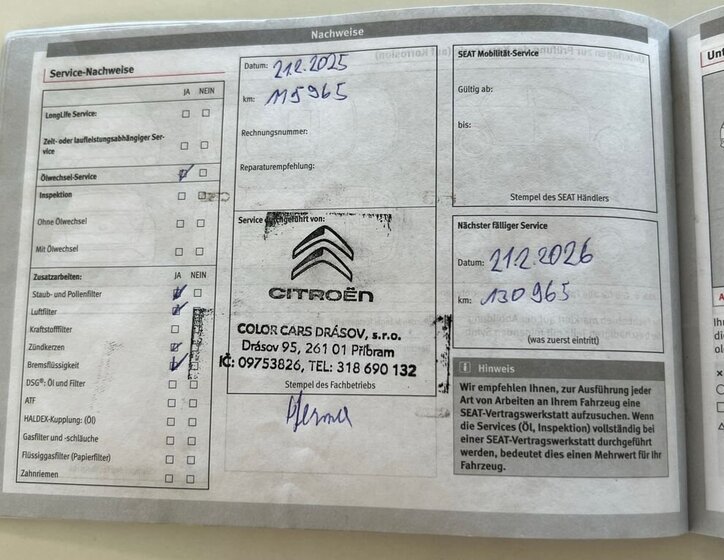 Nachweise
Service-Nachweise
JA NEIN
LongLife Service:
Zeit- oder laufleistungsabhängiger Ser-
vice
Ölwechsel-Service
Inspektion
Ohne Ölwechsel
Mit Ölwechsel
Zusatzarbeiten: JA NEIN
Staub- und Pollenfilter
Luftfilter
Kraftstofffilter
Zündkerzen
Bremsflüssigkeit
DSG®: Öl und Filter
ATF
HALDEX-Kupplung: (Öl)
Gasfilter und -schläuche
Flüssiggasfilter (Papierfilter)
Zahnriemen
Datum: 21.2.2025
km: 115965
Rechnungsnummer:
Reparaturempfehlung:
Service durchgeführt von:
CITROËN
COLOR CARS DRÁSOV, s.r.o.
Drásov 95, 261 01 Příbram
IČ: 09753826, TEL: 318 690 132
Stempel des Fachbetriebs
SEAT Mobilität-Service
Gültig ab:
bis:
Stempel des SEAT Händlers
Nächster fälliger Service
Datum: 21.2.2026
km: 130965
(was zuerst eintritt)
i Hinweis
Wir empfehlen Ihnen, zur Ausführung jeder
Art von Arbeiten an Ihrem Fahrzeug eine
SEAT-Vertragswerkstatt aufzusuchen. Wenn
die Services (Öl, Inspektion) vollständig bei
einer SEAT-Vertragswerkstatt durchgeführt
werden, bedeutet dies einen Mehrwert für Ihr
Fahrzeug.